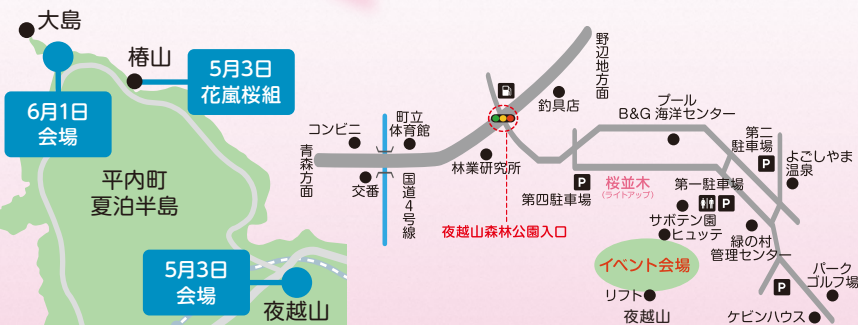 大島
椿山
5月3日
花嵐桜組
6月1日
会場
平内町
夏泊半島
5月3日
会場
夜越山
野辺地方面
釣具店
プール
B&G 海洋センター
コンビニ
町立
体育館
第二
駐車場
P
よごしやま
温泉
青森方面
交番
国道4号線
林業研究所
P
第四駐車場
桜並木
(ライトアップ)
第一駐車場
P
サボテン園
ヒュッテ
夜越山森林公園入口
緑の村
管理センター
イベント会場
パーク
ゴルフ場
P
リフト
夜越山
ケビンハウス